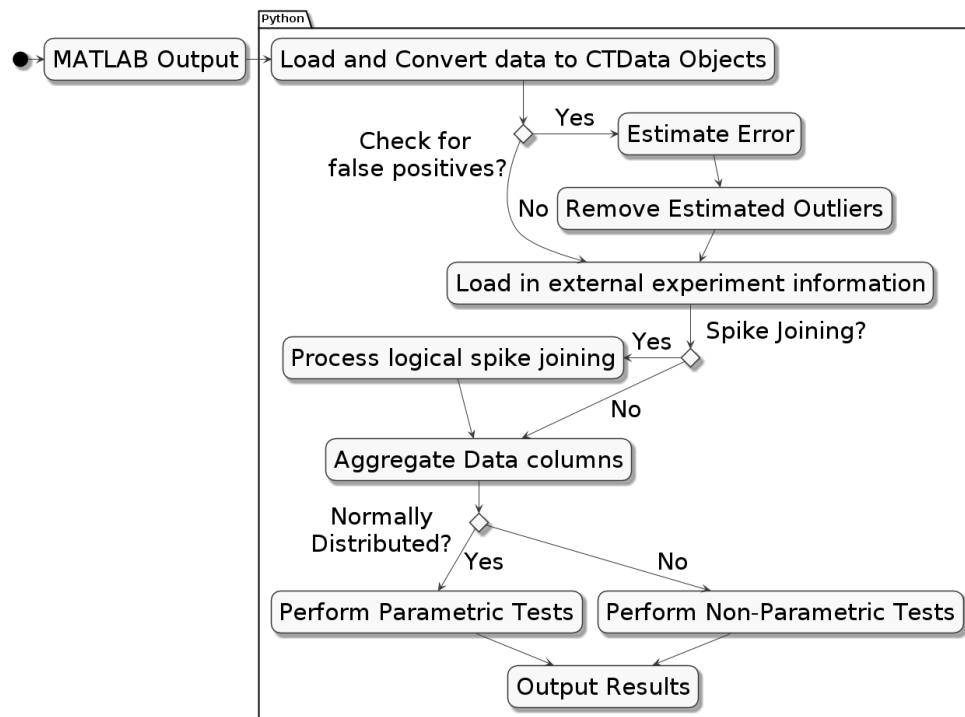 Python
MATLAB Output
Load and Convert data to CTData Objects
Check for
false positives?
Yes
Estimate Error
No
Remove Estimated Outliers
Load in external experiment information
Spike Joining?
Yes
Process logical spike joining
No
Aggregate Data columns
Normally
Distributed?
Yes
No
Perform Parametric Tests
Perform Non-Parametric Tests
Output Results